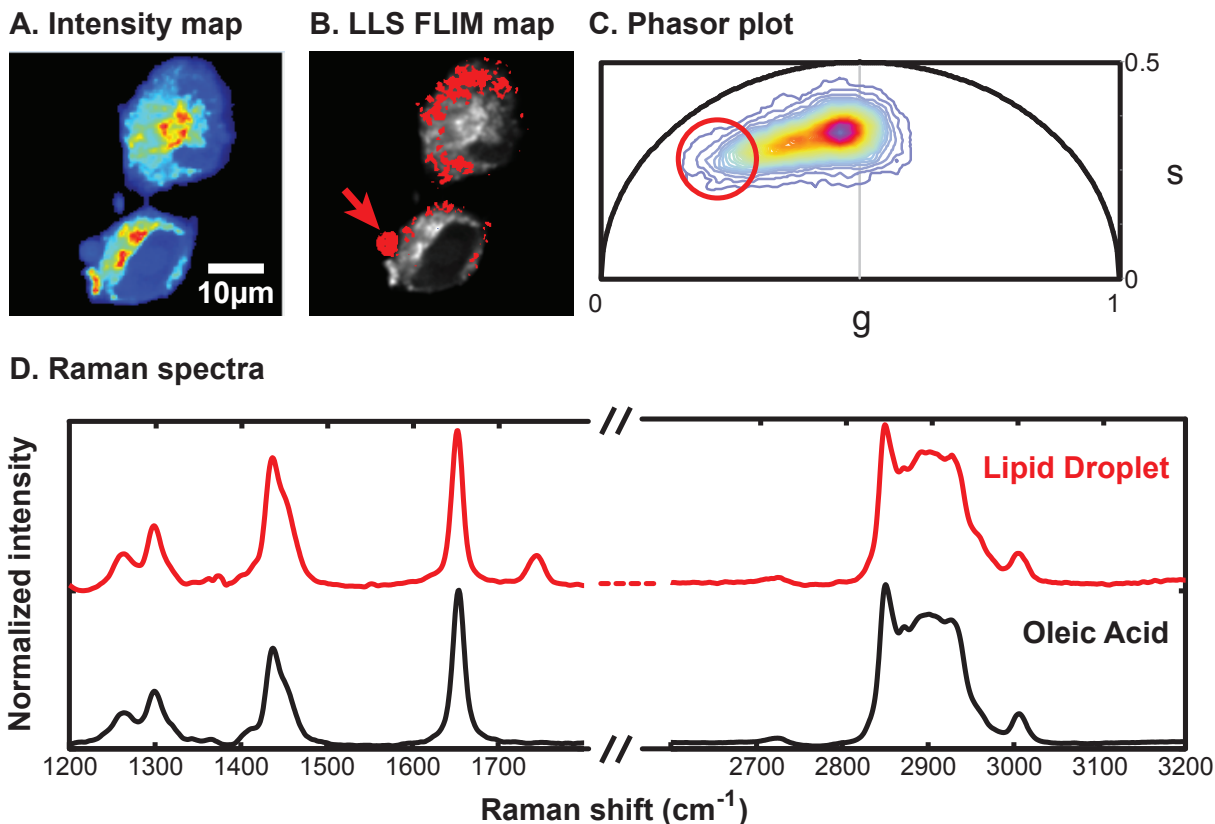 A. Intensity map
B. LLS FLIM map
C. Phasor plot
10µm
0.5
s
0
0
1
g
D. Raman spectra
Normalized intensity
//
Lipid Droplet
Oleic Acid
//
1200 1300 1400 1500 1600 1700 2700 2800 2900 3000 3200
Raman shift (cm⁻¹)